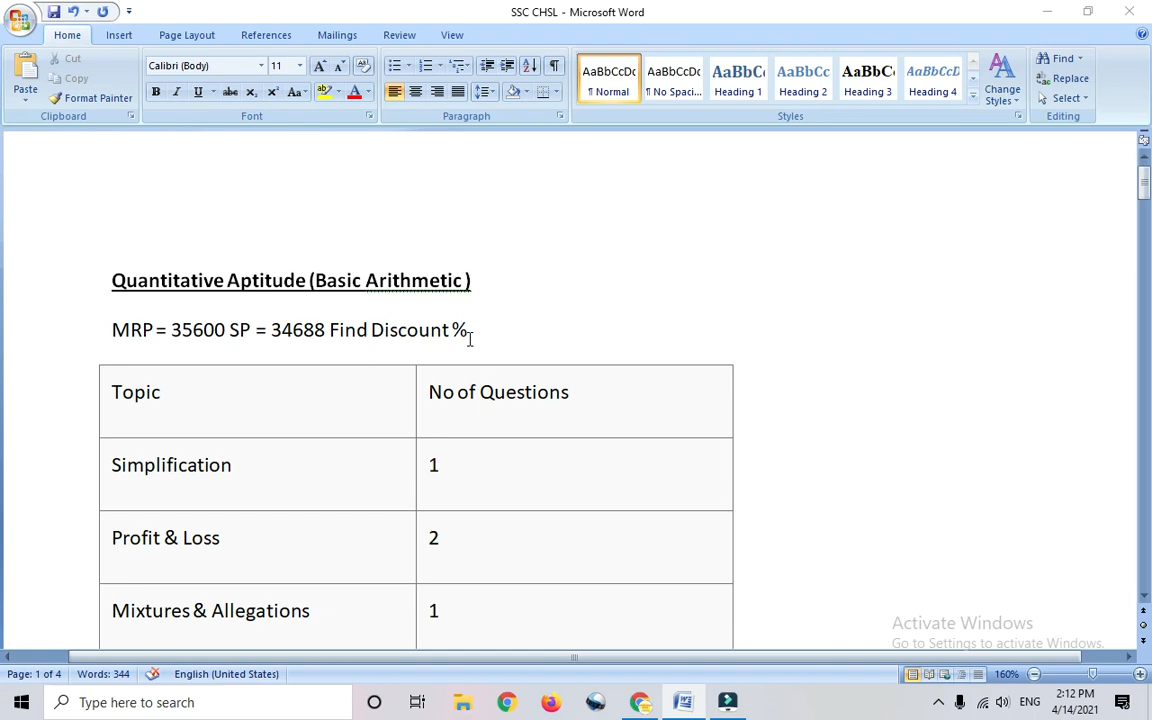 SSC CHSL - Microsoft Word
Home Insert Page Layout References Mailings Review View
Paste
Cut
Copy
Format Painter
Clipboard
Calibri (Body) 11
Font
Paragraph
AaBbCcDc AaBbCcDc AaBbC AaBbCc AaBbCc AaBbCcD
¶ Normal ¶ No Spaci... Heading 1 Heading 2 Heading 3 Heading 4
Change
Styles
Styles
Find
Replace
Select
Editing
Quantitative Aptitude (Basic Arithmetic )
MRP = 35600 SP = 34688 Find Discount %
Topic No of Questions
Simplification 1
Profit & Loss 2
Mixtures & Allegations 1
Activate Windows
Go to Settings to activate Windows.
Page: 1 of 4 Words: 344 English (United States) 160%
Type here to search
ENG
2:12 PM
4/14/2021